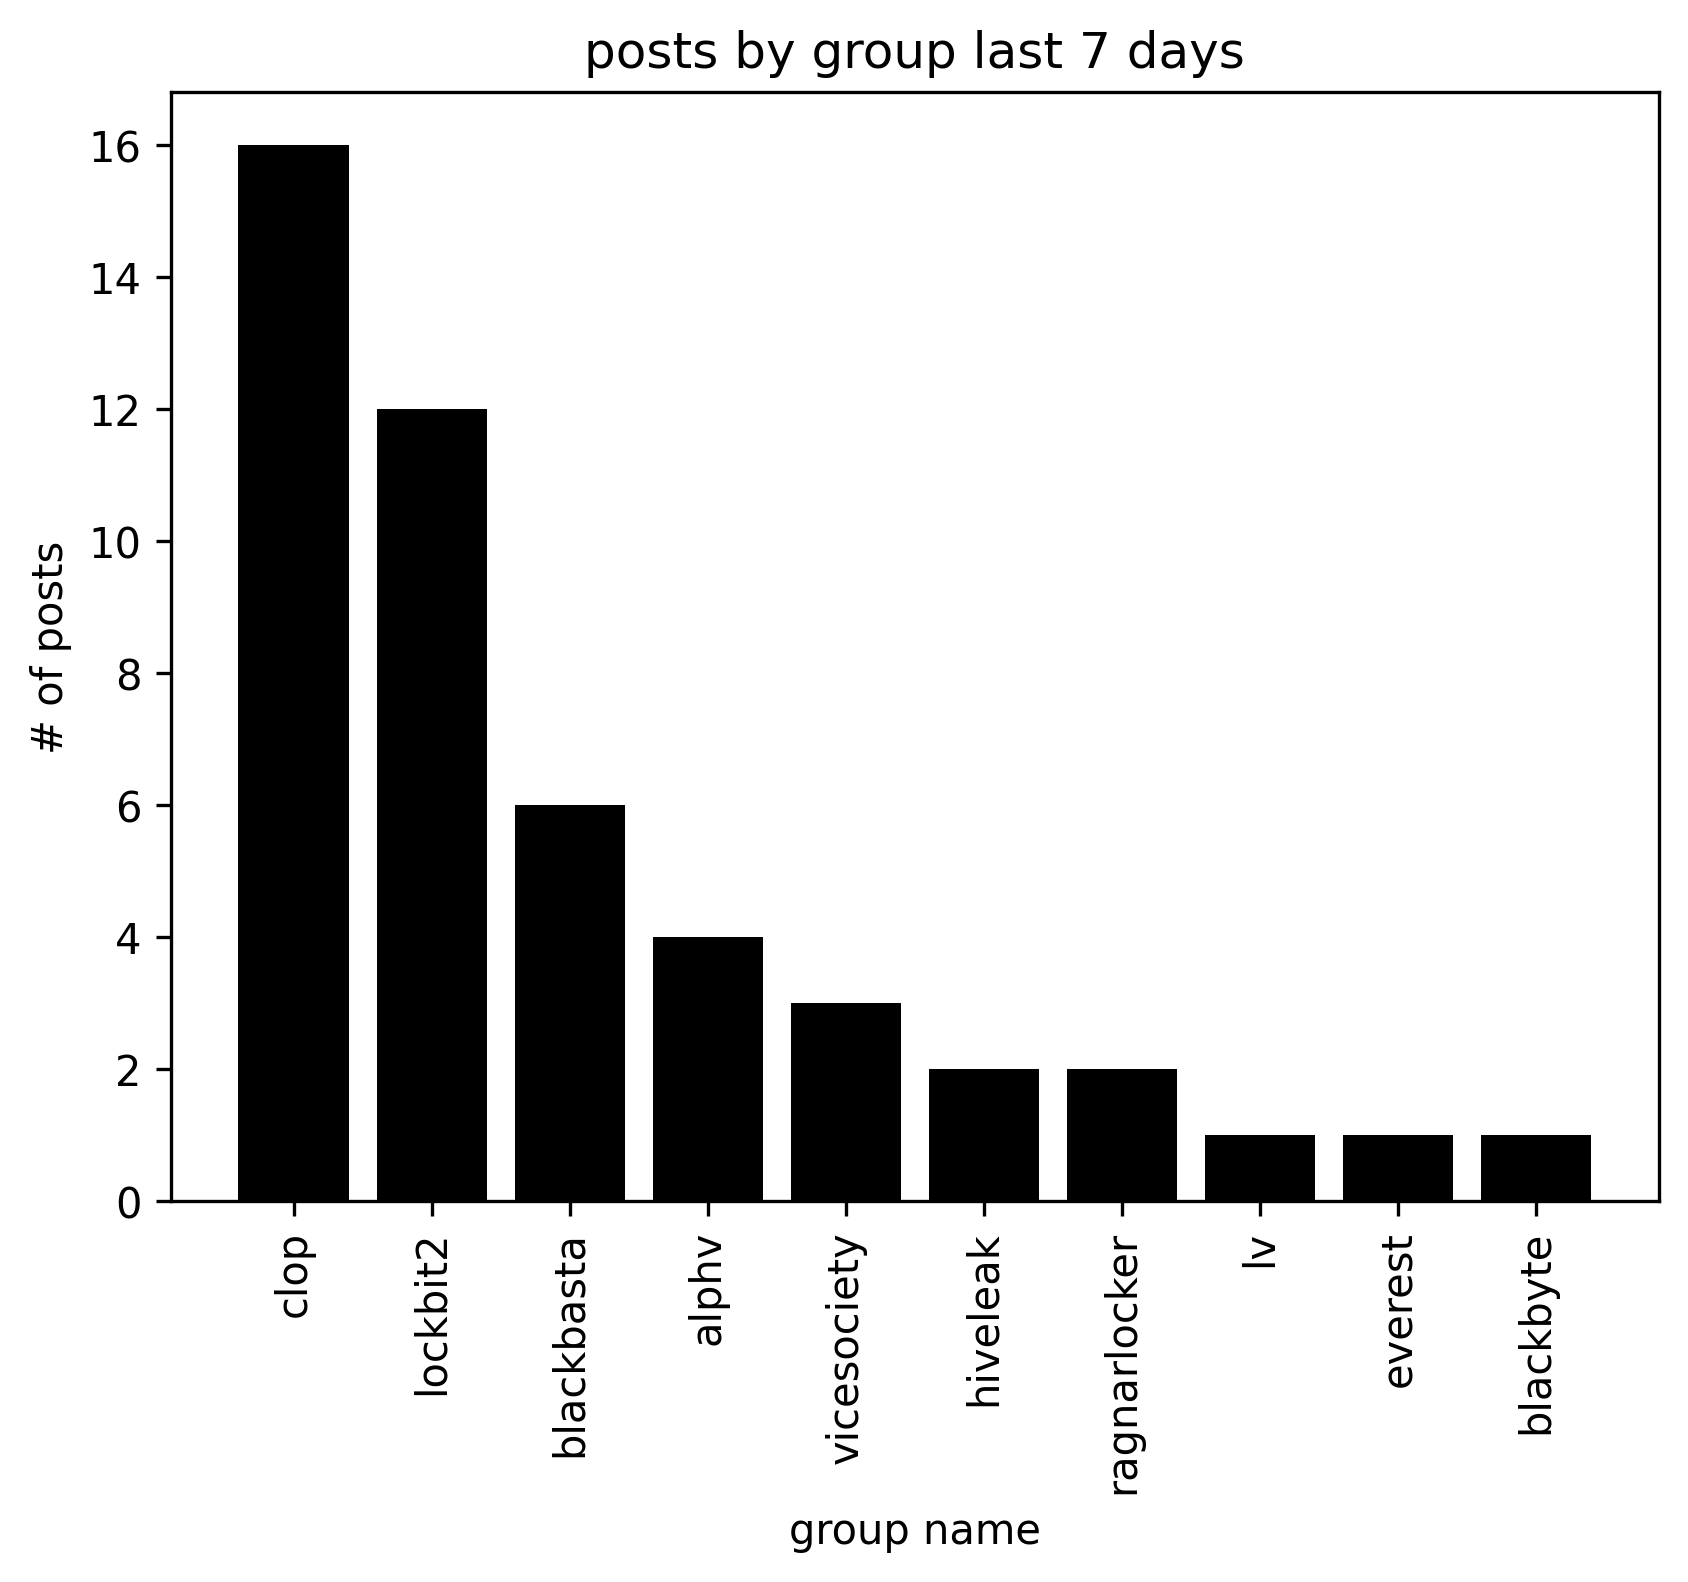 posts by group last 7 days
16
14
12
10
8
6
4
2
0
# of posts
clop
lockbit2
blackbasta
alphv
vicesociety
hiveleak
ragnarlocker
lv
everest
blackbyte
group name